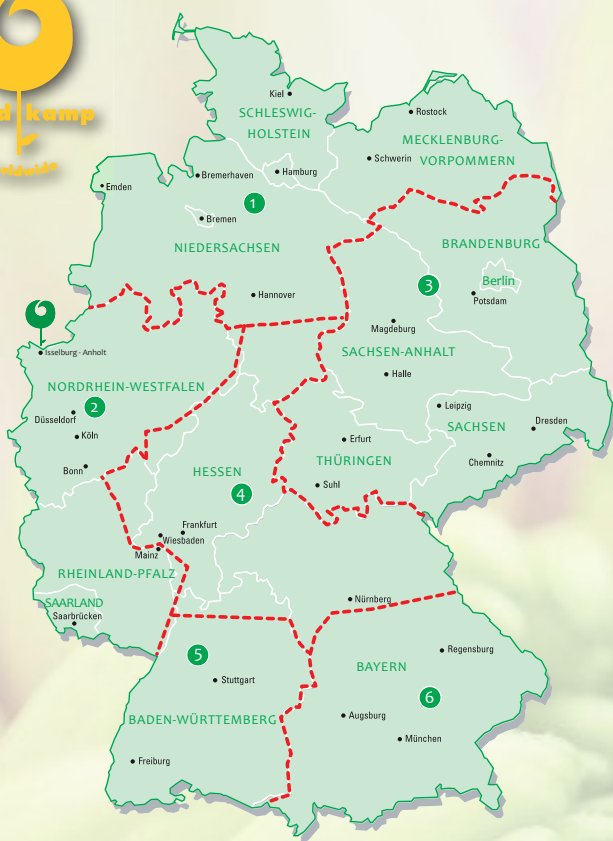 kamp
Kiel
SCHLESWIG-
HOLSTEIN
Rostock
MECKLENBURG-
VORPOMMERN
Schwerin
Hamburg
Bremerhaven
Emden
1
Bremen
NIEDERSACHSEN
BRANDENBURG
3
Berlin
Potsdam
Hannover
Magdeburg
SACHSEN-ANHALT
Isselburg - Anholt
NORDRHEIN-WESTFALEN
Halle
2
Düsseldorf
Köln
Leipzig
SACHSEN
Dresden
Erfurt
THÜRINGEN
Chemnitz
Bonn
HESSEN
4
Suhl
Frankfurt
Wiesbaden
Mainz
RHEINLAND-PFALZ
SAARLAND
Saarbrücken
Nürnberg
5
Stuttgart
BAYERN
Regensburg
6
BADEN-WÜRTTEMBERG
Augsburg
München
Freiburg